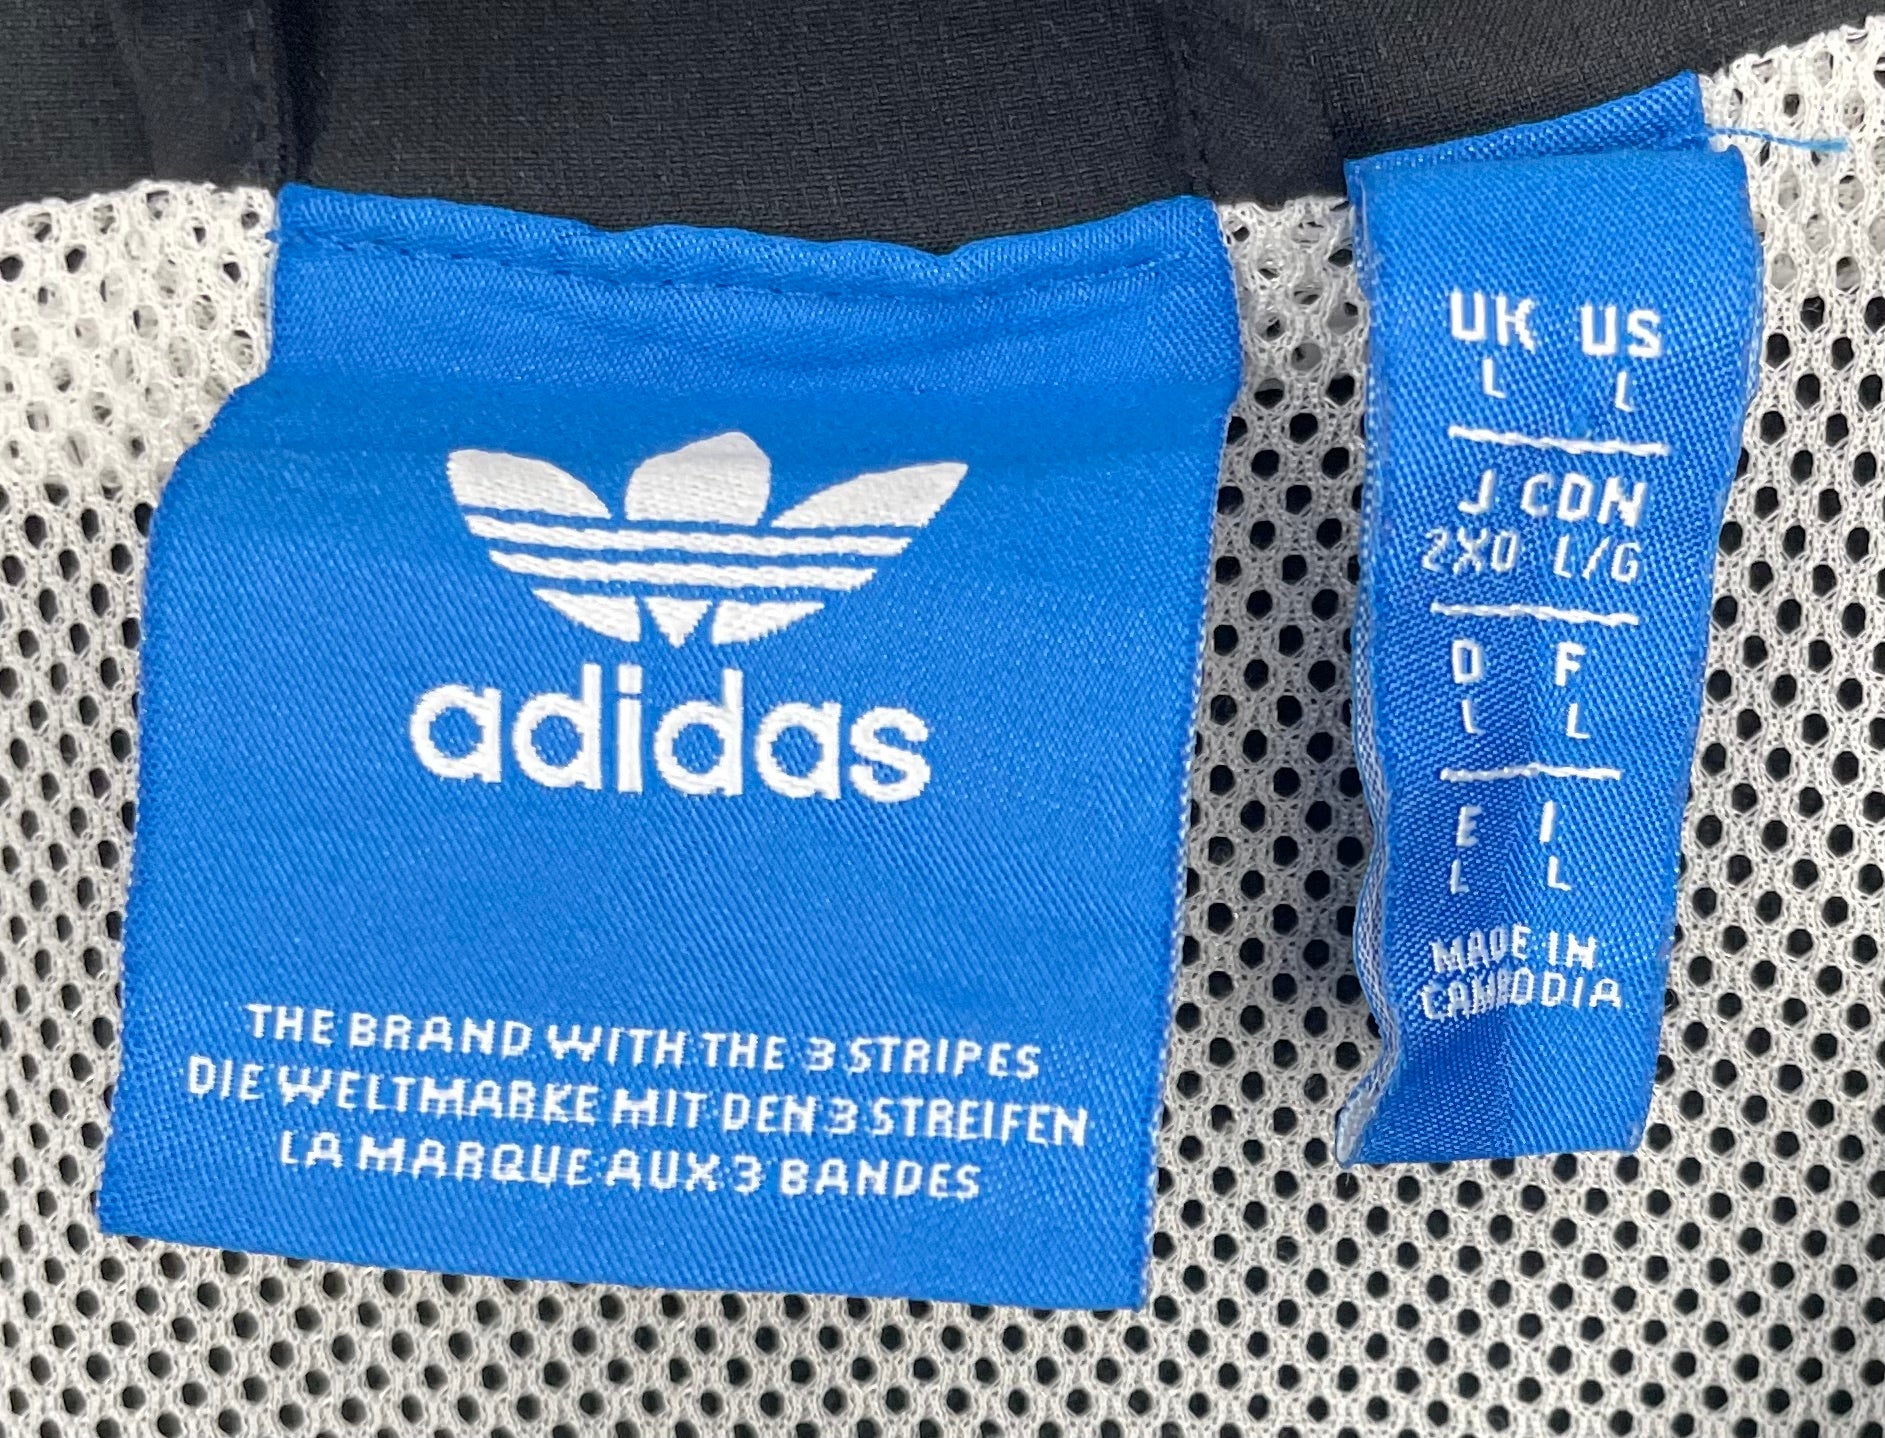 adidas
THE BRAND WITH THE 3 STRIPES
DIE WELTMARKE MIT DEN 3 STREIFEN
LA MARQUE AUX 3 BANDES
UK US
L L
J CDN
2XO L/G
D F
L L
E I
L L
MADE IN
CAMBODIA